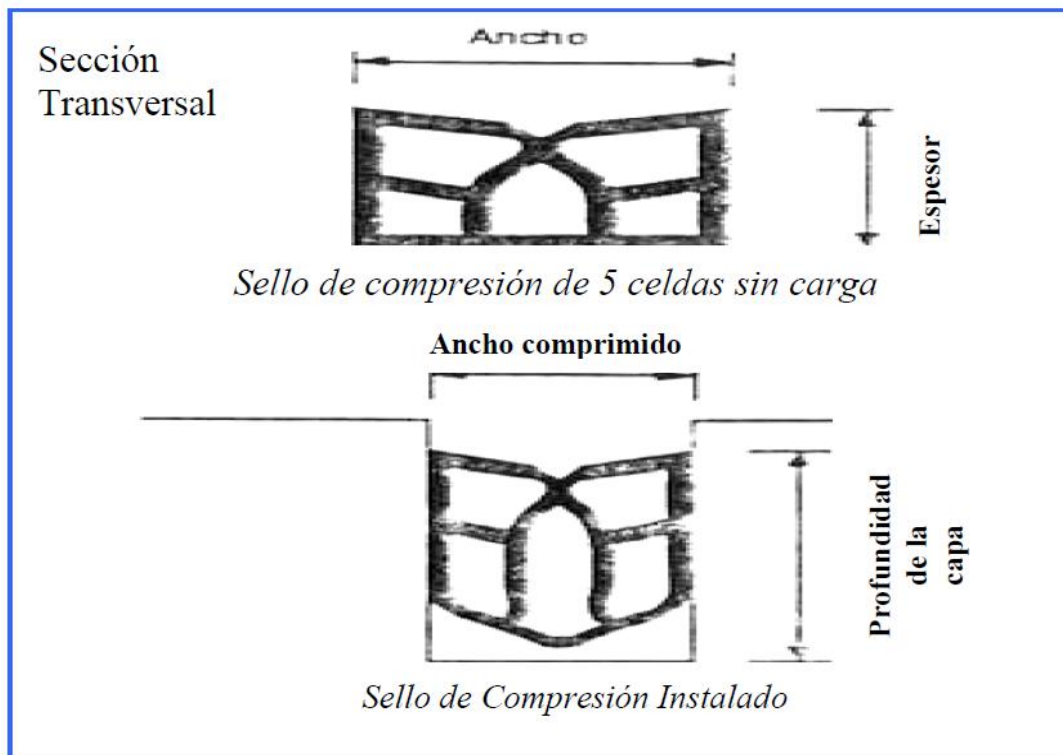 Sección
Transversal
Ancho
Espesor
Sello de compresión de 5 celdas sin carga
Ancho comprimido
Profundidad
de la
capa
Sello de Compresión Instalado